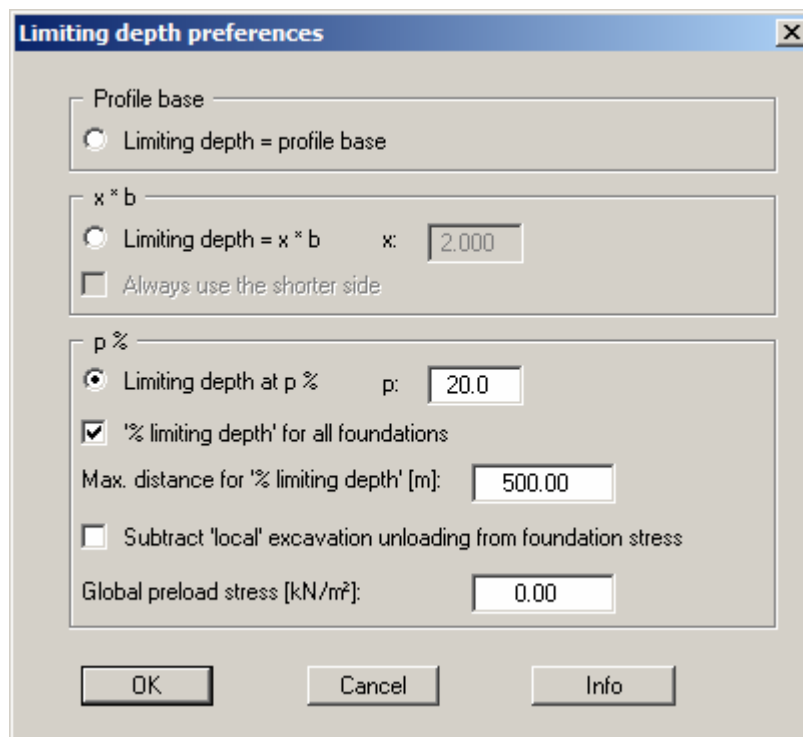 Limiting depth preferences
Profile base
Limiting depth = profile base
x * b
Limiting depth = x * b x: 2.000
Always use the shorter side
p %
Limiting depth at p % p: 20.0
'% limiting depth' for all foundations
Max. distance for '% limiting depth' [m]: 500.00
Subtract 'local' excavation unloading from foundation stress
Global preload stress [kN/m²]: 0.00
OK Cancel Info